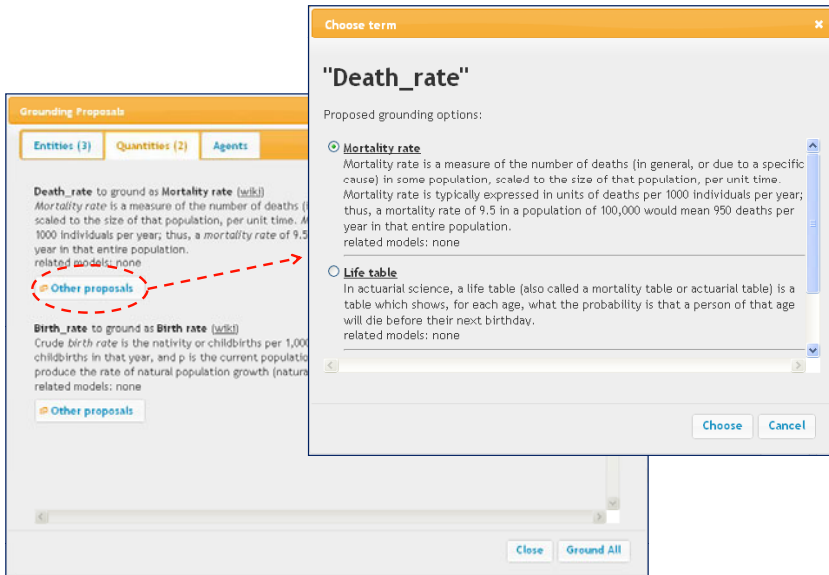 Choose term
"Death_rate"
Proposed grounding options:
Mortality rate
Mortality rate is a measure of the number of deaths (in general, or due to a specific
cause) in some population, scaled to the size of that population, per unit time.
Mortality rate is typically expressed in units of deaths per 1000 individuals per year;
thus, a mortality rate of 9.5 in a population of 100,000 would mean 950 deaths per
year in that entire population.
related models: none
Life table
In actuarial science, a life table (also called a mortality table or actuarial table) is a
table which shows, for each age, what the probability is that a person of that age
will die before their next birthday.
related models: none
Choose Cancel
Grounding Proposals
Entities (3) Quantities (2) Agents
Death_rate to ground as Mortality rate (wiki)
Mortality rate is a measure of the number of deaths (
scaled to the size of that population, per unit time.
1000 individuals per year; thus, a mortality rate of 9.5
year in that entire population.
related models: none
Other proposals
Birth_rate to ground as Birth rate (wiki)
Crude birth rate is the nativity or childbirths per 1,000
childbirths in that year, and p is the current populatio
produce the rate of natural population growth (natura
related models: none
Other proposals
Close Ground All